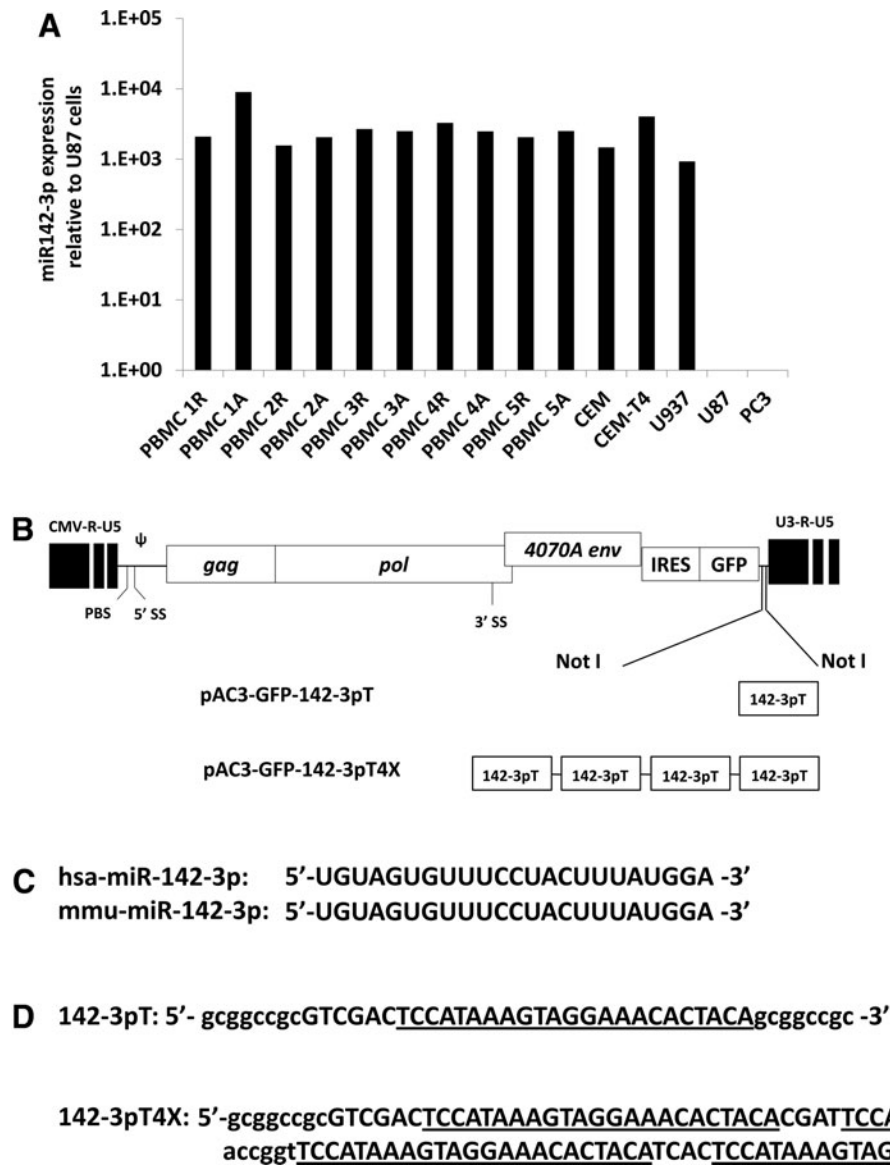 A
miR142-3p expression
relative to U87 cells
1.E+05
1.E+04
1.E+03
1.E+02
1.E+01
1.E+00
PBMC 1R
PBMC 1A
PBMC 2R
PBMC 2A
PBMC 3R
PBMC 3A
PBMC 4R
PBMC 4A
PBMC 5R
PBMC 5A
CEM
CEM-T4
U937
U87
PC3
B
CMV-R-U5
ψ
gag
pol
4070A env
IRES
GFP
U3-R-U5
PBS
5' SS
3' SS
Not I
Not I
pAC3-GFP-142-3pT
142-3pT
pAC3-GFP-142-3pT4X
142-3pT
142-3pT
142-3pT
142-3pT
C
hsa-miR-142-3p: 5'-UGUAGUGUUUCCUACUUUAUGGA -3'
mmu-miR-142-3p: 5'-UGUAGUGUUUCCUACUUUAUGGA -3'
D
142-3pT: 5'- gcggccgcGTCGACTCCATAAAGTAGGAAACACTACAgcggccgc -3'
142-3pT4X: 5'-gcggccgcGTCGACTCCATAAAGTAGGAAACACTACACGATTCCA
accggtTCCATAAAGTAGGAAACACTACATCACTCCATAAAGTAG